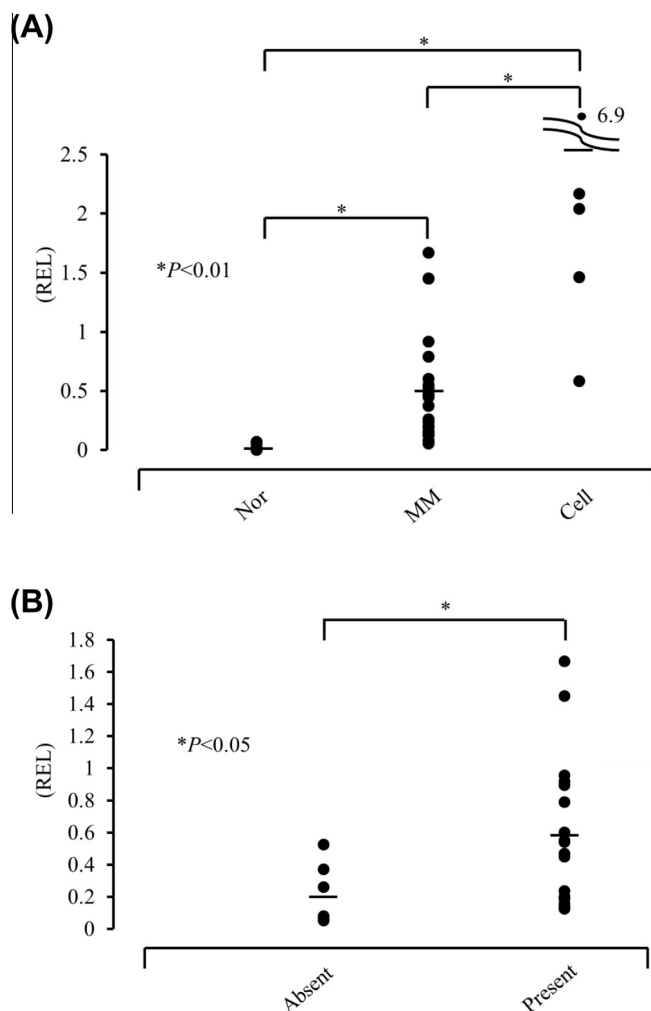 (A)
*
*
6.9
2.5
*
2
*P<0.01
1.5
(REL)
1
0.5
0
Nor
MM
Cell
(B)
*
1.8
1.6
1.4
*P<0.05
1.2
1
(REL)
0.8
0.6
0.4
0.2
0
Absent
Present